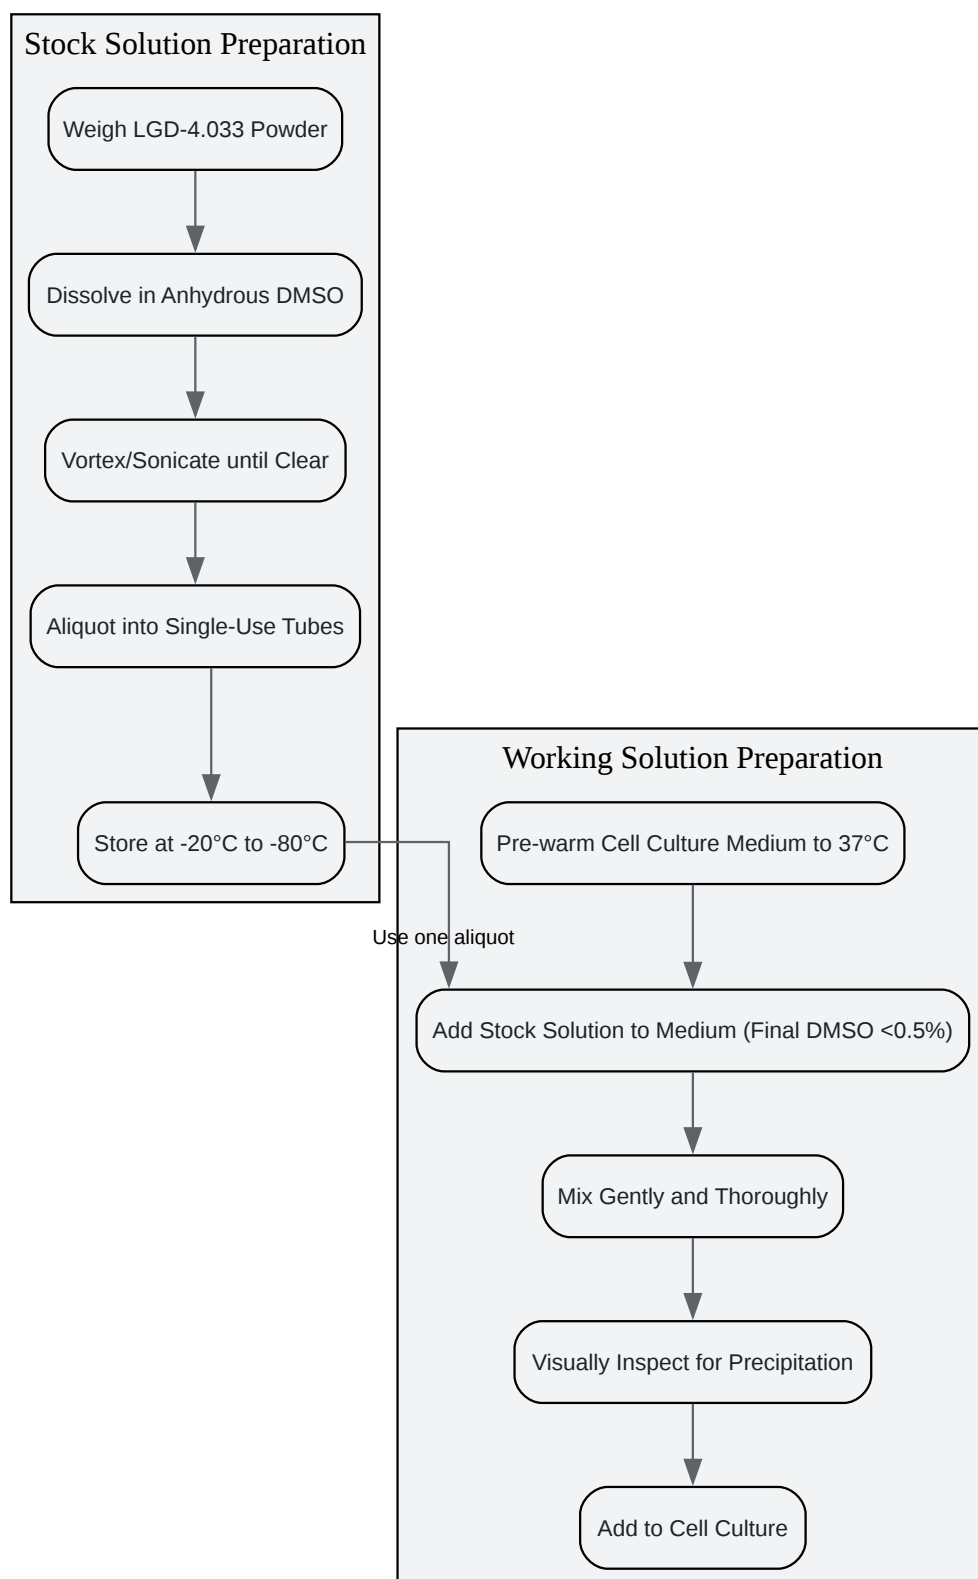 Stock Solution Preparation
Weigh LGD-4.033 Powder
Dissolve in Anhydrous DMSO
Vortex/Sonicate until Clear
Aliquot into Single-Use Tubes
Store at -20°C to -80°C
Use one aliquot
Working Solution Preparation
Pre-warm Cell Culture Medium to 37°C
Add Stock Solution to Medium (Final DMSO <0.5%)
Mix Gently and Thoroughly
Visually Inspect for Precipitation
Add to Cell Culture